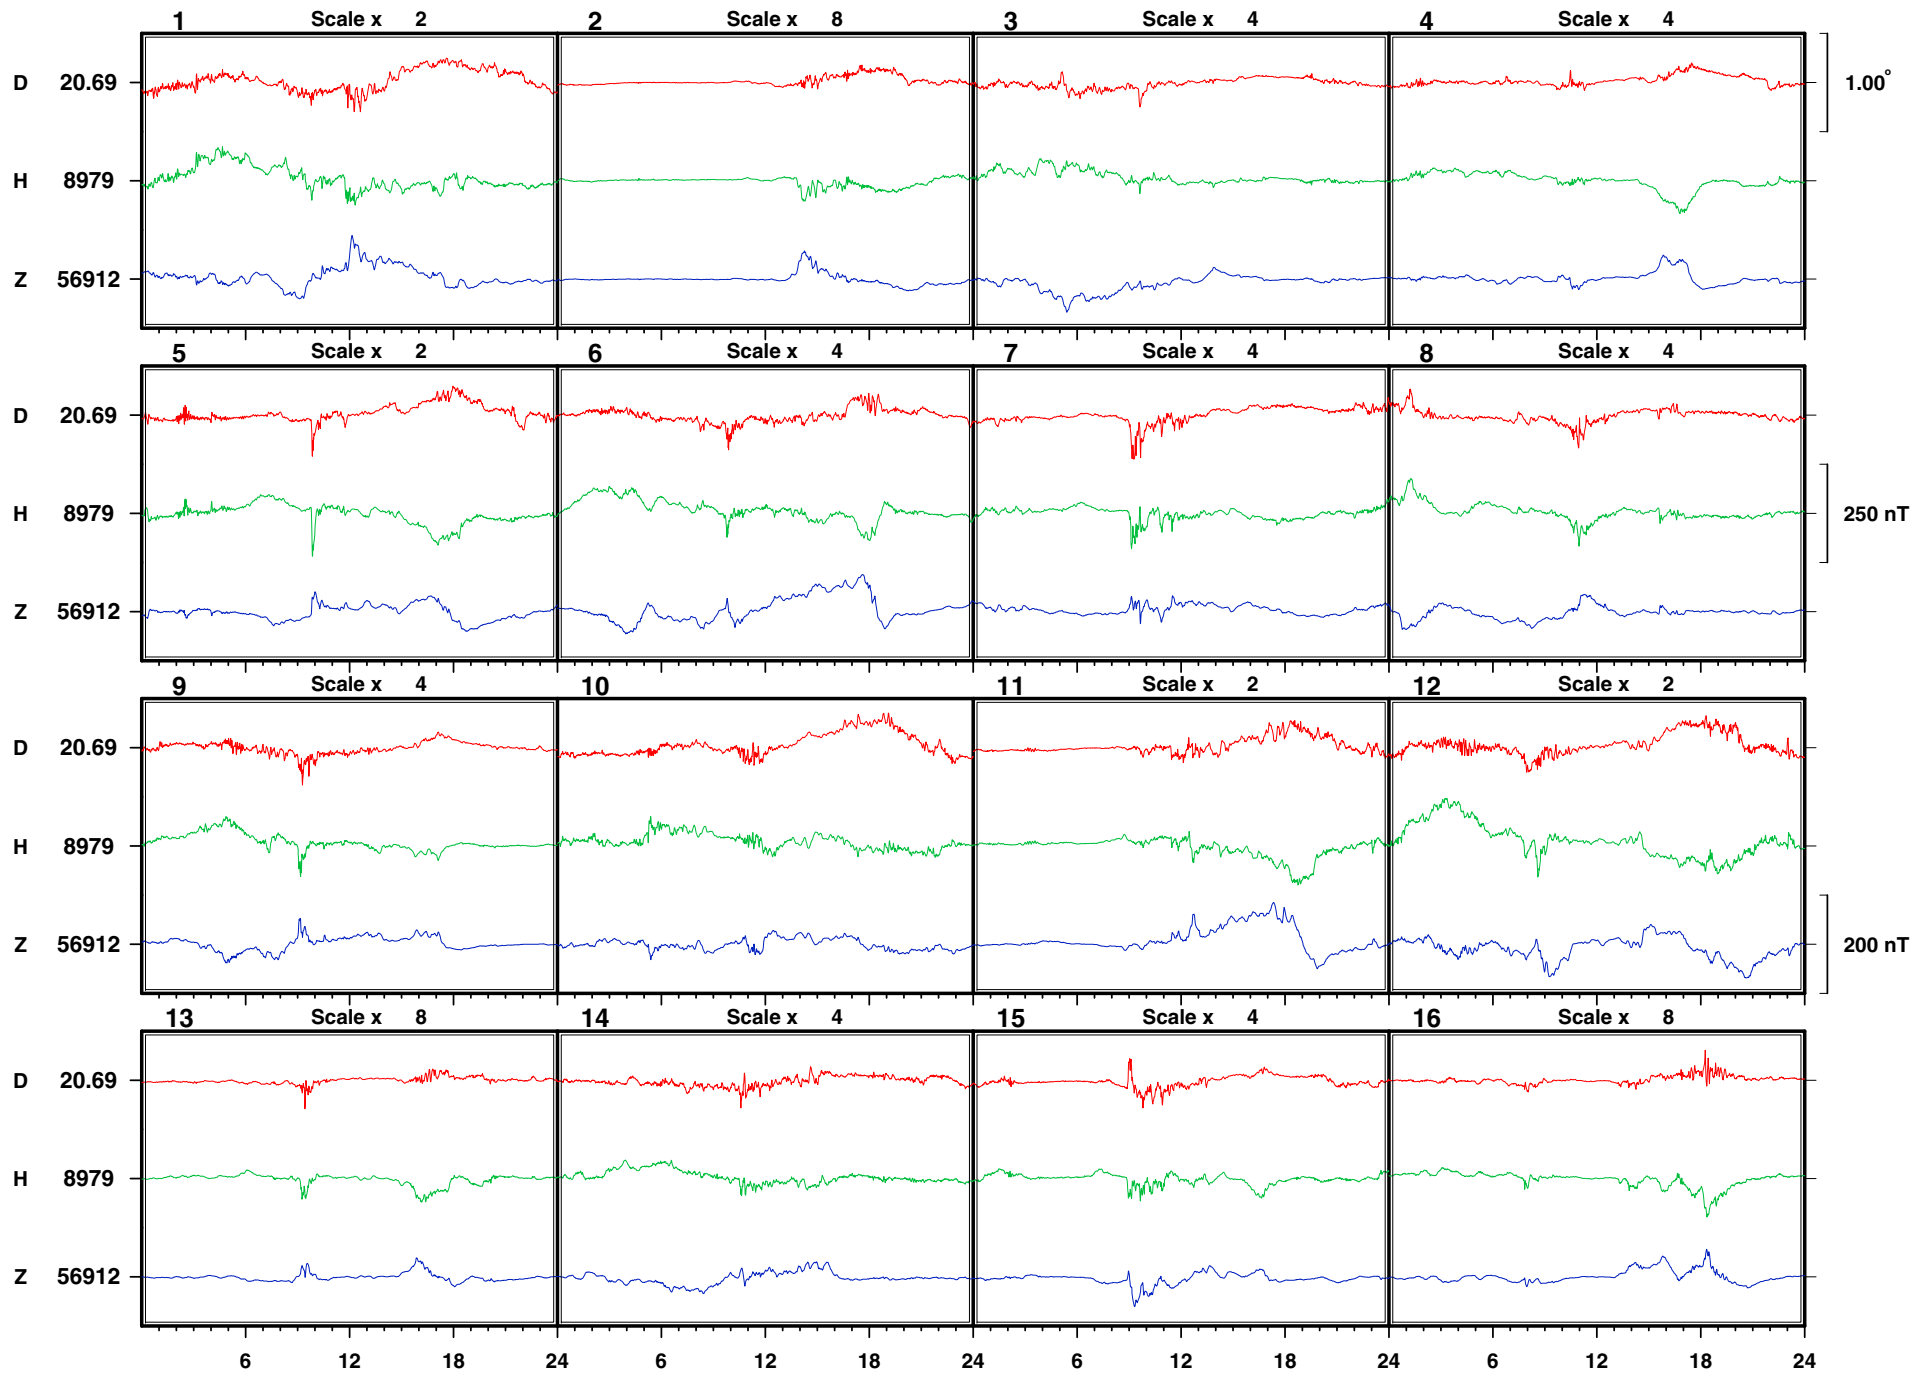 1 Scale x 2 2 Scale x 8 3 Scale x 4 4 Scale x 4
D 20.69 1.00°
H 8979
Z 56912
5 Scale x 2 6 Scale x 4 7 Scale x 4 8 Scale x 4
D 20.69
H 8979 250 nT
Z 56912
9 Scale x 4 10 11 Scale x 2 12 Scale x 2
D 20.69
H 8979
Z 56912 200 nT
13 Scale x 8 14 Scale x 4 15 Scale x 4 16 Scale x 8
D 20.69
H 8979
Z 56912
6 12 18 24 6 12 18 24 6 12 18 24 6 12 18 24